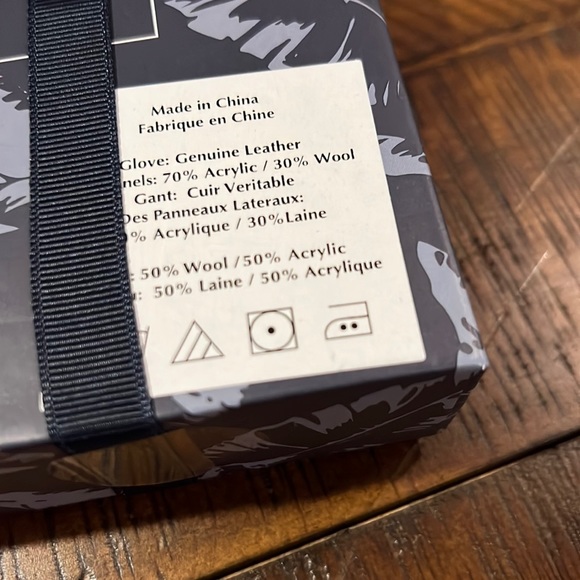 Made in China
Fabrique en Chine
Glove: Genuine Leather
nels: 70% Acrylic / 30% Wool
Gant: Cuir Veritable
Des Panneaux Lateraux:
% Acrylique / 30%Laine
: 50% Wool /50% Acrylic
: 50% Laine / 50% Acrylique